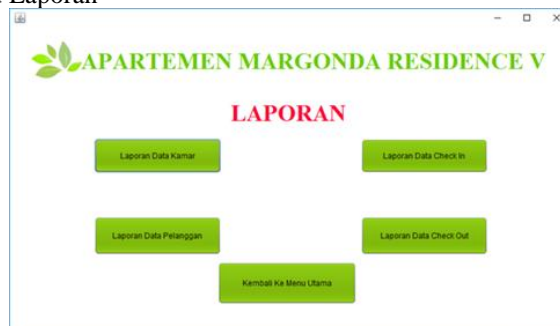 Laporan
APARTEMEN MARGONDA RESIDENCE V
LAPORAN
Laporan Data Kamar
Laporan Data Check In
Laporan Data Pelanggan
Laporan Data Check Out
Kembali Ke Menu Utama